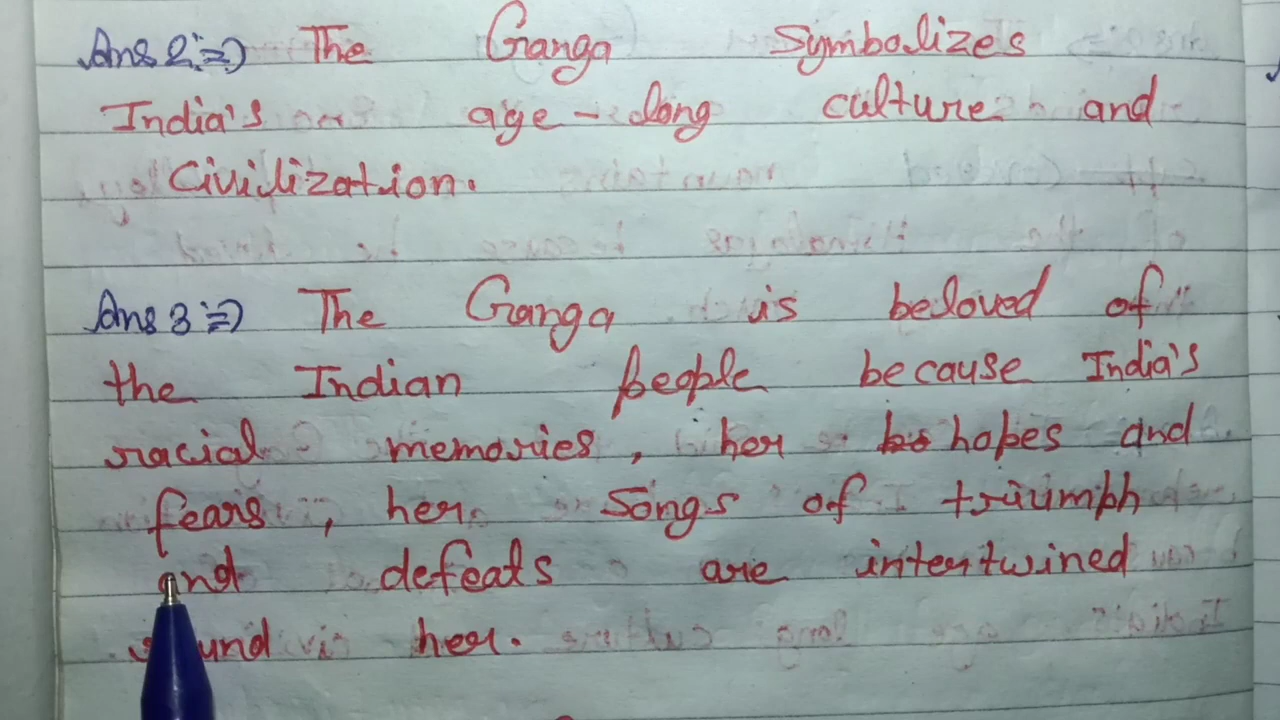 Ans 2 :=) The Ganga Symbolizes
India's age-long culture and
Civilization.
Ans 3 :=) The Ganga is beloved of
the Indian people because India's
racial memories, her hopes and
fears, her songs of triumph
and defeats are intertwined
her.